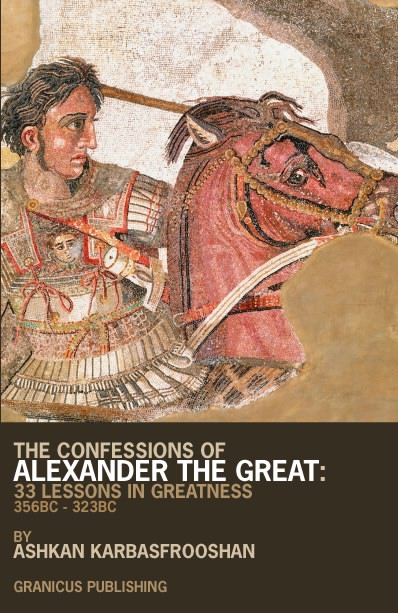 THE CONFESSIONS OF
ALEXANDER THE GREAT:
33 LESSONS IN GREATNESS
356BC - 323BC
BY
ASHKAN KARBASFROOSHAN
GRANICUS PUBLISHING